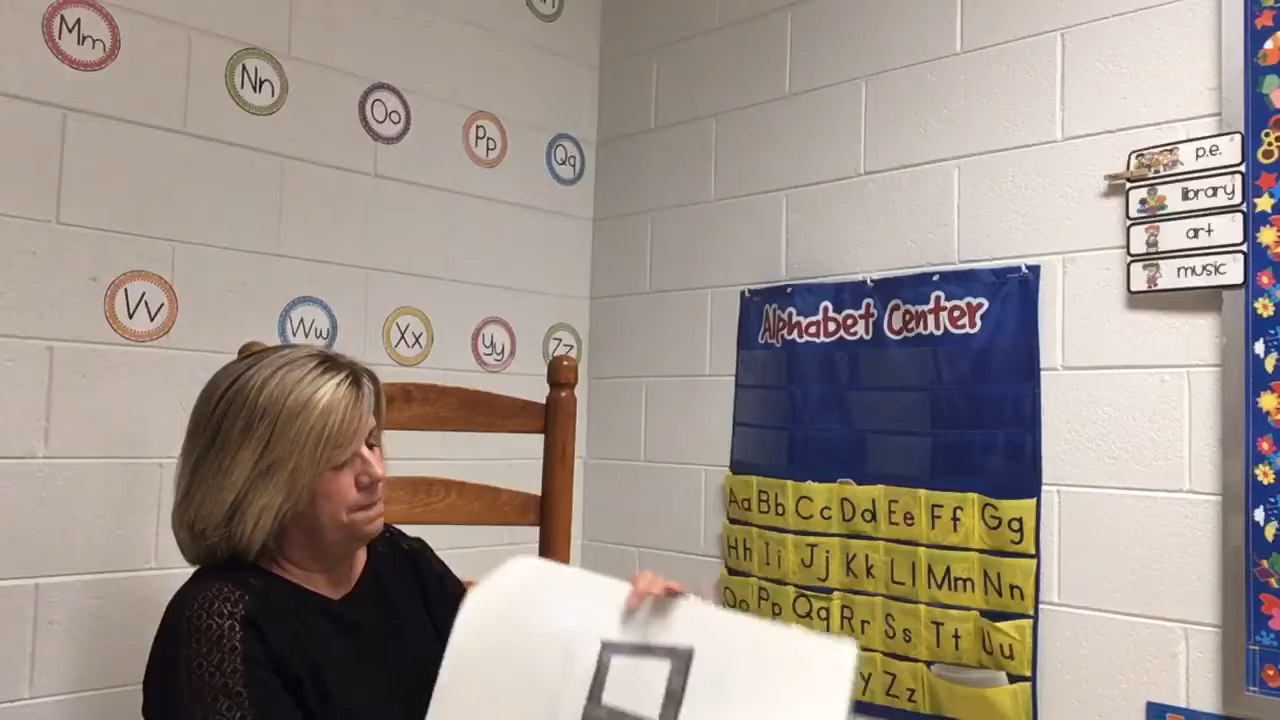 Mm
Nn
Oo
Pp
Qq
Vv
Ww
Xx
Yy
Zz
Alphabet Center
Aa Bb Cc Dd Ee Ff Gg
Hh Ii Jj Kk Ll Mm Nn
Oo Pp Qq Rr Ss Tt Uu
y Zz
p.e.
library
art
music
8